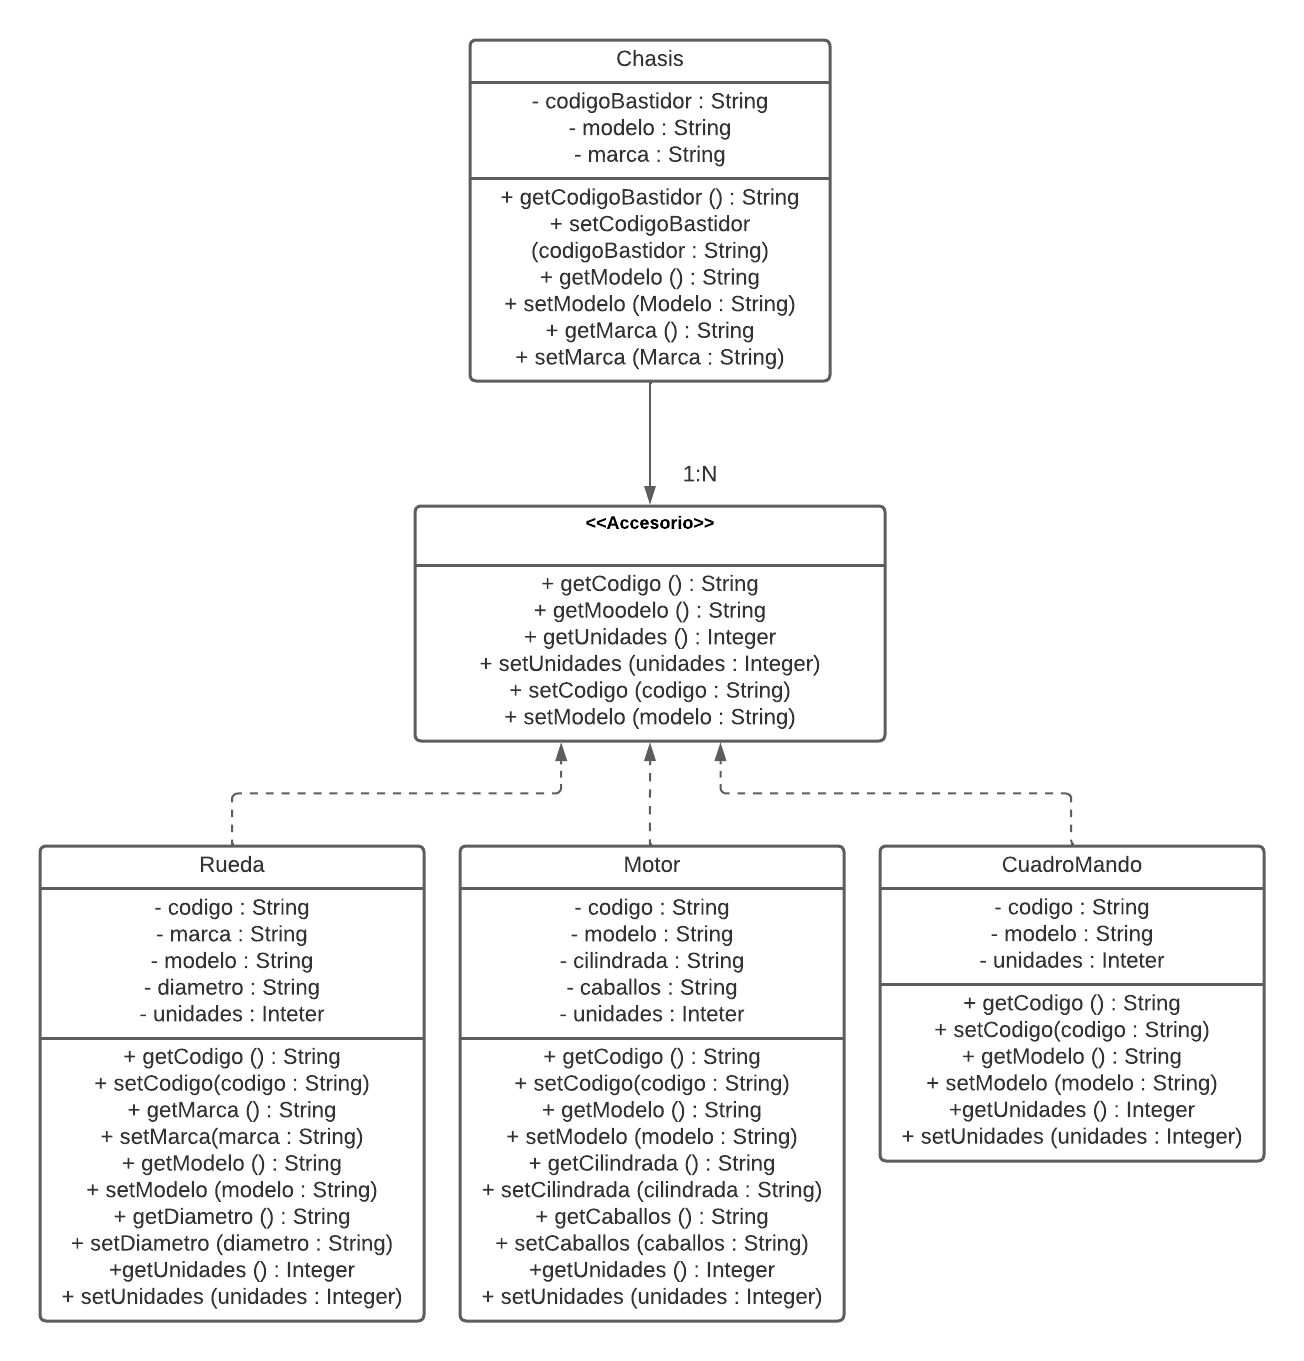 Chasis
- codigoBastidor : String
- modelo : String
- marca : String
+ getCodigoBastidor () : String
+ setCodigoBastidor
(codigoBastidor : String)
+ getModelo () : String
+ setModelo (Modelo : String)
+ getMarca () : String
+ setMarca (Marca : String)
1:N
<<Accesorio>>
+ getCodigo () : String
+ getMoodelo () : String
+ getUnidades () : Integer
+ setUnidades (unidades : Integer)
+ setCodigo (codigo : String)
+ setModelo (modelo : String)
Rueda
- codigo : String
- marca : String
- modelo : String
- diametro : String
- unidades : Inteter
+ getCodigo () : String
+ setCodigo(codigo : String)
+ getMarca () : String
+ setMarca(marca : String)
+ getModelo () : String
+ setModelo (modelo : String)
+ getDiametro () : String
+ setDiametro (diametro : String)
+getUnidades () : Integer
+ setUnidades (unidades : Integer)
Motor
- codigo : String
- modelo : String
- cilindrada : String
- caballos : String
- unidades : Inteter
+ getCodigo () : String
+ setCodigo(codigo : String)
+ getModelo () : String
+ setModelo (modelo : String)
+ getCilindrada () : String
+ setCilindrada (cilindrada : String)
+ getCaballos () : String
+ setCaballos (caballos : String)
+getUnidades () : Integer
+ setUnidades (unidades : Integer)
CuadroMando
- codigo : String
- modelo : String
- unidades : Inteter
+ getCodigo () : String
+ setCodigo(codigo : String)
+ getModelo () : String
+ setModelo (modelo : String)
+getUnidades () : Integer
+ setUnidades (unidades : Integer)